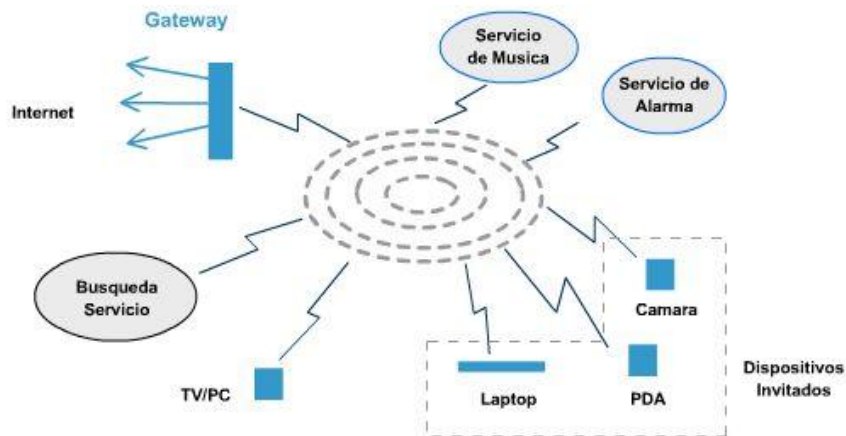 Gateway
Servicio
de Musica
Servicio de
Alarma
Internet
Busqueda
Servicio
Camara
TV/PC
Laptop
PDA
Dispositivos
Invitados